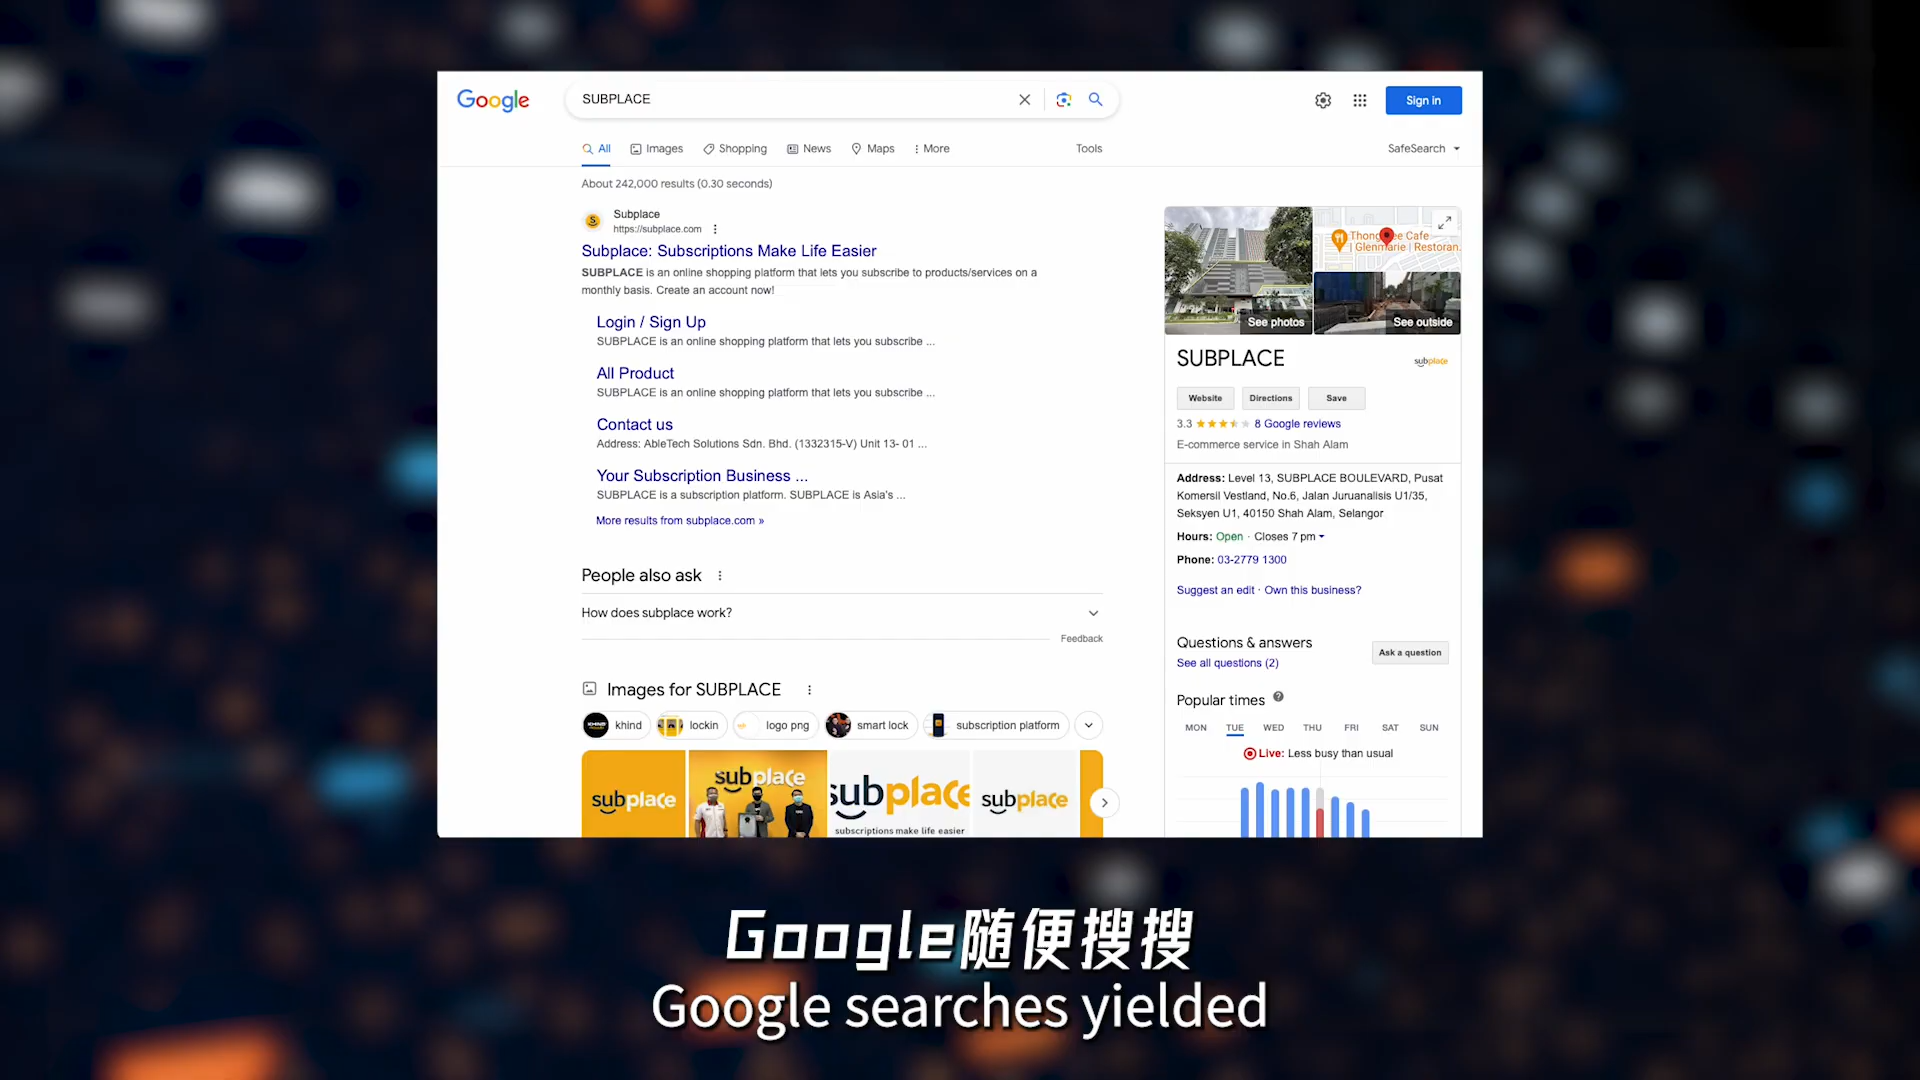 Google
SUBPLACE
Sign in
All Images Shopping News Maps More Tools SafeSearch
About 242,000 results (0.30 seconds)
Subplace
https://subplace.com
Subplace: Subscriptions Make Life Easier
SUBPLACE is an online shopping platform that lets you subscribe to products/services on a
monthly basis. Create an account now!
Login / Sign Up
SUBPLACE is an online shopping platform that lets you subscribe ...
All Product
SUBPLACE is an online shopping platform that lets you subscribe ...
Contact us
Address: AbleTech Solutions Sdn. Bhd. (1332315-V) Unit 13- 01 ...
Your Subscription Business ...
SUBPLACE is a subscription platform. SUBPLACE is Asia's ...
More results from subplace.com »
People also ask
How does subplace work?
Feedback
Images for SUBPLACE
khind
lockin
logo png
smart lock
subscription platform
subplace
subplace
subplace
subscriptions make life easier
subplace
See photos
See outside
SUBPLACE
subplace
Website
Directions
Save
3.3 8 Google reviews
E-commerce service in Shah Alam
Address: Level 13, SUBPLACE BOULEVARD, Pusat
Komersil Vestland, No.6, Jalan Juruanalisis U1/35,
Seksyen U1, 40150 Shah Alam, Selangor
Hours: Open · Closes 7 pm
Phone: 03-2779 1300
Suggest an edit · Own this business?
Questions & answers
See all questions (2)
Ask a question
Popular times
MON TUE WED THU FRI SAT SUN
Live: Less busy than usual
Google随便搜搜
Google searches yielded